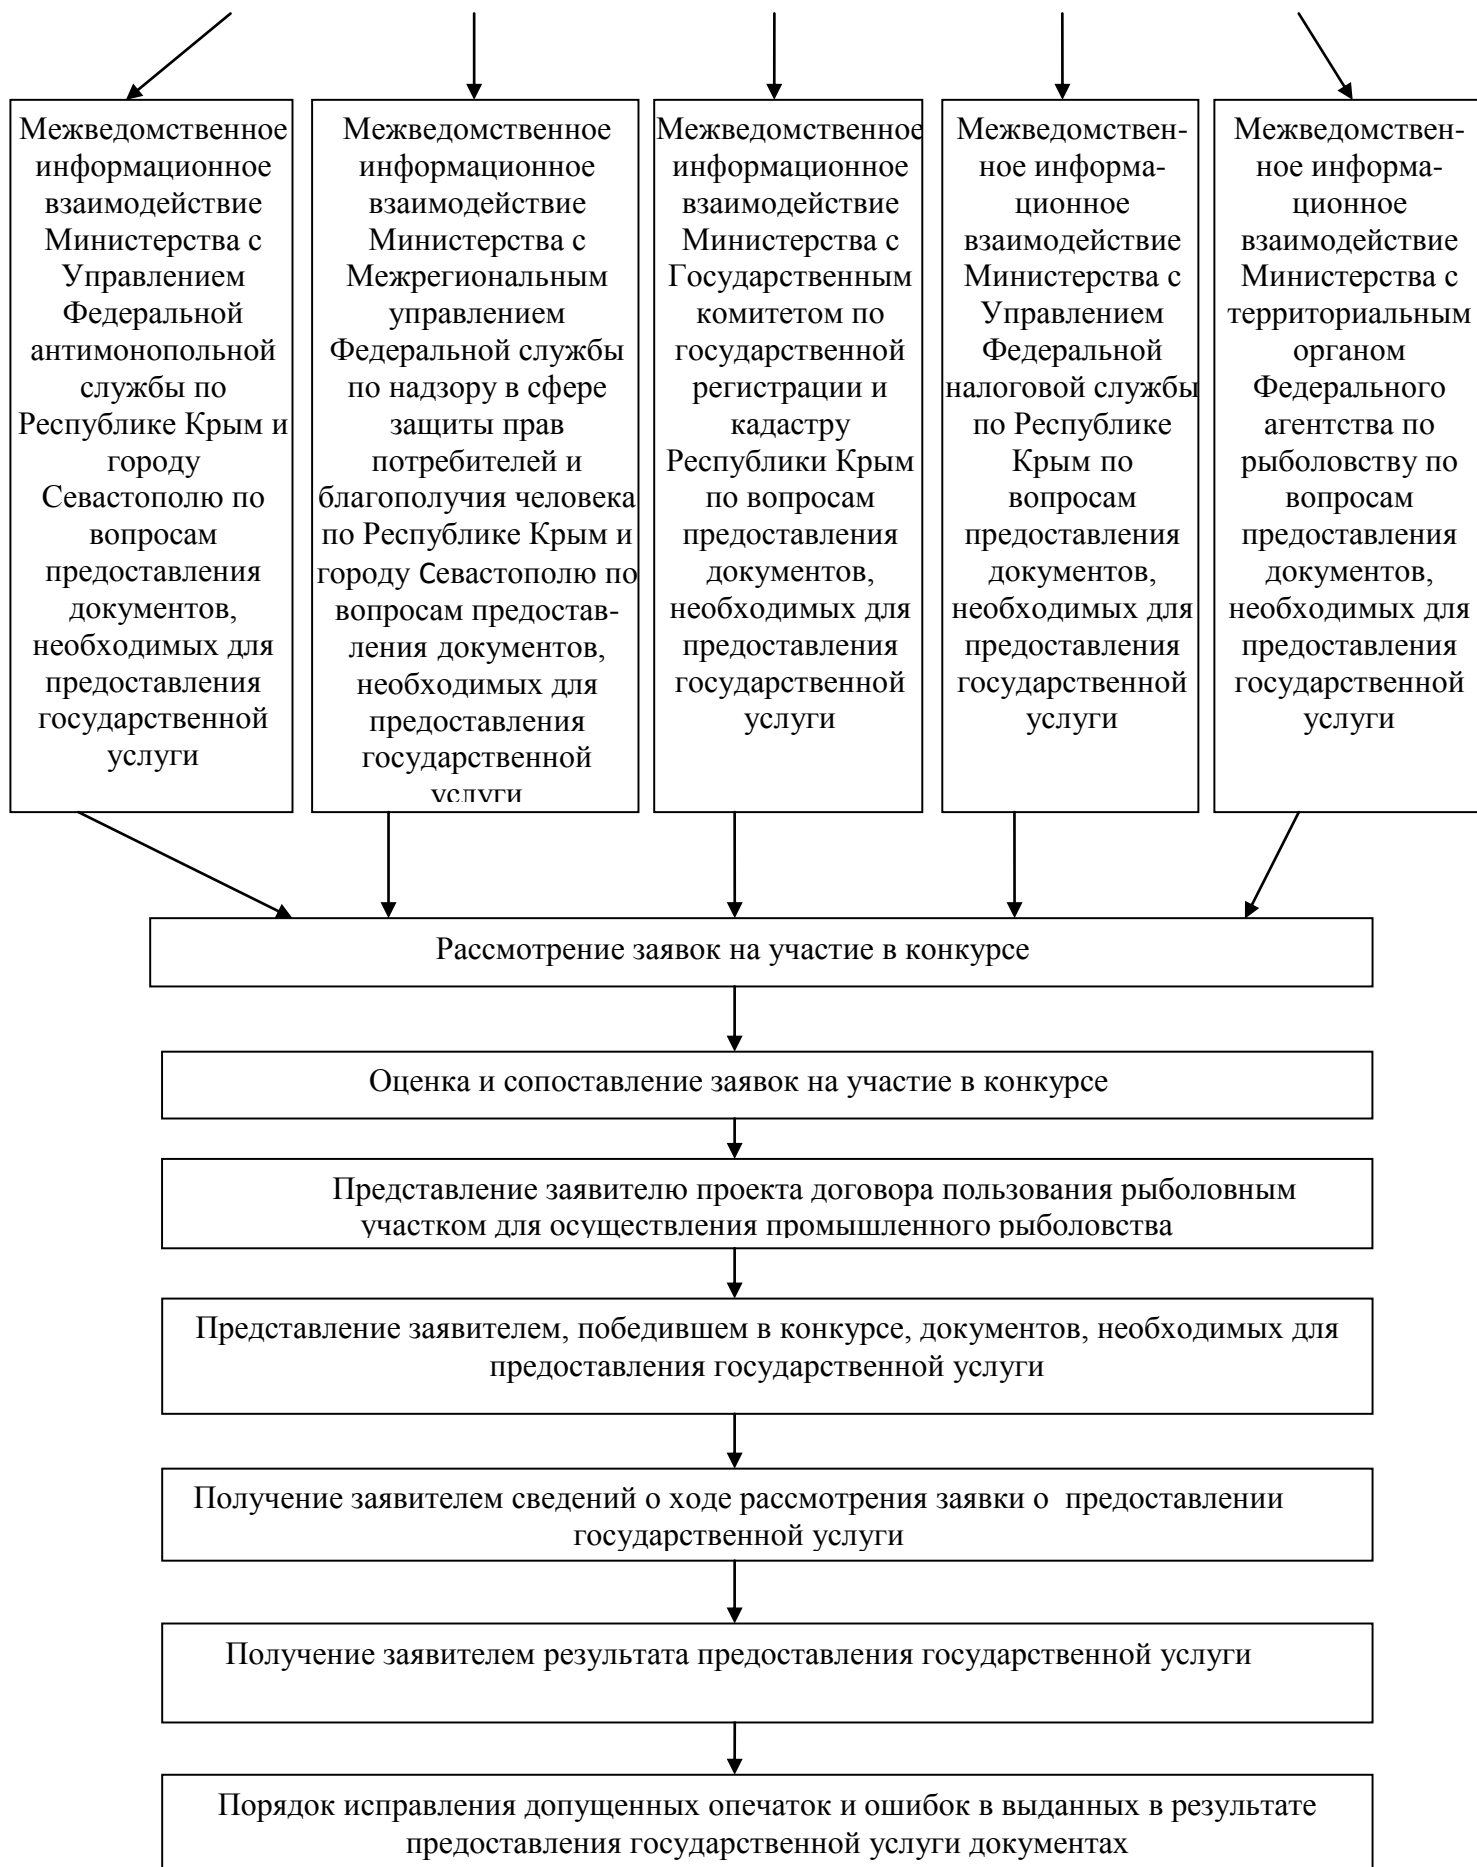 Межведомственное
информационное
взаимодействие
Министерства с
Управлением
Федеральной
антимонопольной
службы по
Республике Крым и
городу
Севастополю по
вопросам
предоставления
документов,
необходимых для
предоставления
государственной
услуги
Межведомственное
информационное
взаимодействие
Министерства с
Межрегиональным
управлением
Федеральной службы
по надзору в сфере
защиты прав
потребителей и
благополучия человека
по Республике Крым и
городу Севастополю по
вопросам предостав-
ления документов,
необходимых для
предоставления
государственной
услуги
Межведомственное
информационное
взаимодействие
Министерства с
Государственным
комитетом по
государственной
регистрации и
кадастру
Республики Крым
по вопросам
предоставления
документов,
необходимых для
предоставления
государственной
услуги
Межведомствен-
ное информа-
ционное
взаимодействие
Министерства с
Управлением
Федеральной
налоговой службы
по Республике
Крым по
вопросам
предоставления
документов,
необходимых для
предоставления
государственной
услуги
Межведомствен-
ное информа-
ционное
взаимодействие
Министерства с
территориальным
органом
Федерального
агентства по
рыболовству по
вопросам
предоставления
документов,
необходимых для
предоставления
государственной
услуги
Рассмотрение заявок на участие в конкурсе
Оценка и сопоставление заявок на участие в конкурсе
Представление заявителю проекта договора пользования рыболовным
участком для осуществления промышленного рыболовства
Представление заявителем, победившем в конкурсе, документов, необходимых для
предоставления государственной услуги
Получение заявителем сведений о ходе рассмотрения заявки о предоставлении
государственной услуги
Получение заявителем результата предоставления государственной услуги
Порядок исправления допущенных опечаток и ошибок в выданных в результате
предоставления государственной услуги документах